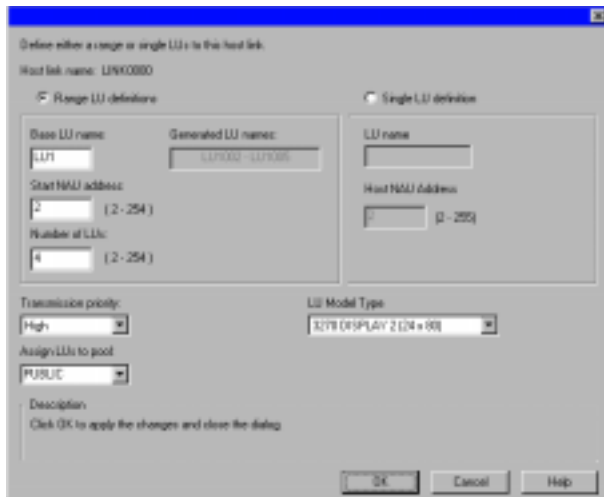 Define either a range or single LUs to this host link.
Host link name: LINK0000
Range LU definitions
Single LU definition
Base LU name:
Generated LU names:
LU1
LU1002 - LU1005
Start NAU address:
2 ( 2 - 254 )
Number of LUs:
4 ( 2 - 254 )
LU name
Host NAU Address
2 (2 - 255)
Transmission priority:
High
LU Model Type
3270 DISPLAY 2 (24 x 80)
Assign LUs to pool:
PUBLIC
Description
Click OK to apply the changes and close the dialog.
OK Cancel Help